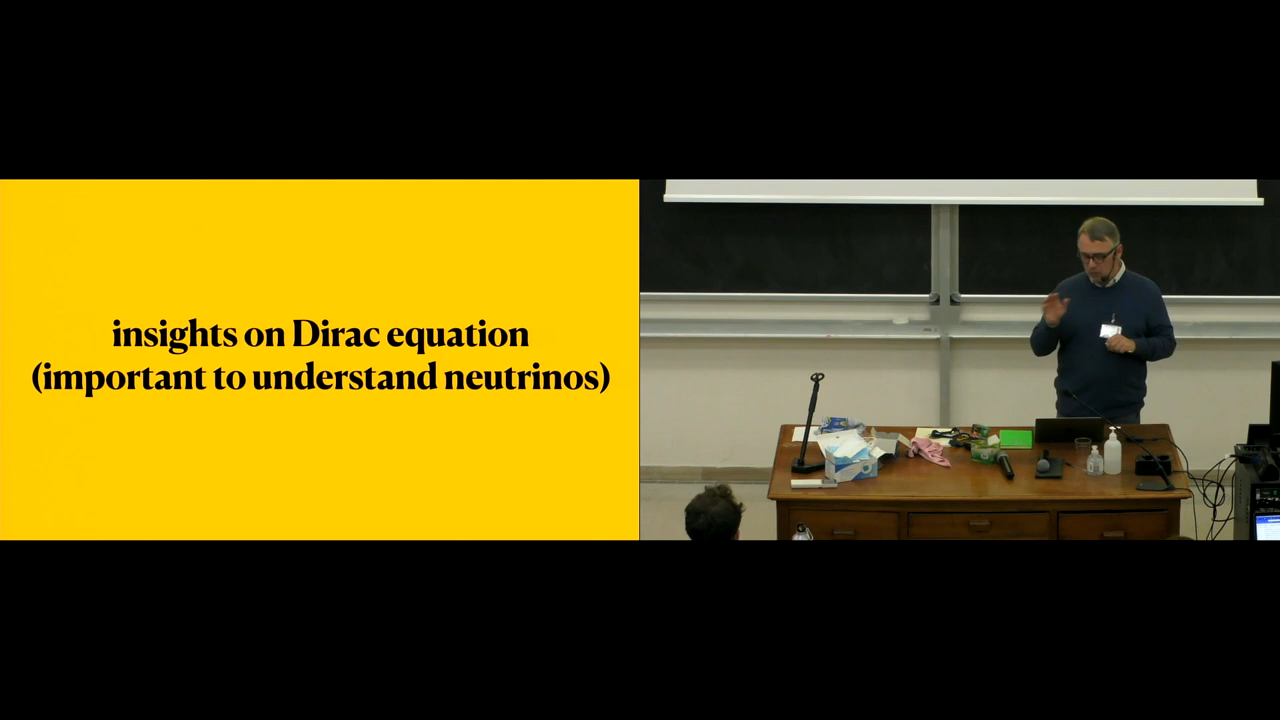 insights on Dirac equation
(important to understand neutrinos)